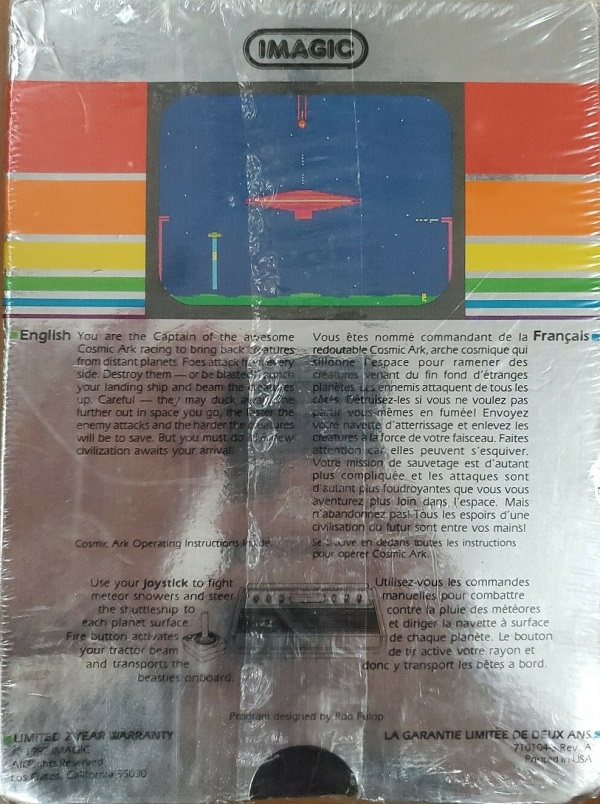 IMAGIC
English
You are the Captain of the awesome
Cosmic Ark racing to bring back creatures
from distant planets. Foes attack from every
side. Destroy them — or be blasted.
your landing ship and beam the creatures
up. Careful — they may duck
further out in space you go, the
enemy attacks and the harder the creatures
will be to save. But you must do new
civilization awaits your arrival.
Cosmic Ark Operating Instructions Inside.
Français
Vous êtes nommé commandant de la
redoutable Cosmic Ark, arche cosmique qui
sillonne l'espace pour ramener des
créatures venant du fin fond d'étranges
planètes. Les ennemis attaquent de tous les
côtés. Détruisez-les si vous ne voulez pas
partir vous-mêmes en fumée! Envoyez
votre navette d'atterrissage et enlevez les
créatures à la force de votre faisceau. Faites
attention car elles peuvent s'esquiver.
Votre mission de sauvetage est d'autant
plus compliquée et les attaques sont
d'autant plus foudroyantes que vous vous
aventurez plus loin dans l'espace. Mais
n'abandonnez pas! Tous les espoirs d'une
civilisation du futur sont entre vos mains!
Se trouve en dedans toutes les instructions
pour opérer Cosmic Ark.
Use your Joystick to fight
meteor showers and steer
the shuttleship to
each planet surface.
Fire button activates
your tractor beam
and transports the
beasties onboard.
Utilisez-vous les commandes
manuelles pour combattre
contre la pluie des météores
et diriger la navette à surface
de chaque planète. Le bouton
de tir active votre rayon et
donc y transport les bêtes a bord.
Program designed by Rob Fulop
LIMITED 2 YEAR WARRANTY
© 1982 IMAGIC
All Rights Reserved
Los Gatos, California 95030
LA GARANTIE LIMITEE DE DEUX ANS
710104- Rev. A
Printed in USA